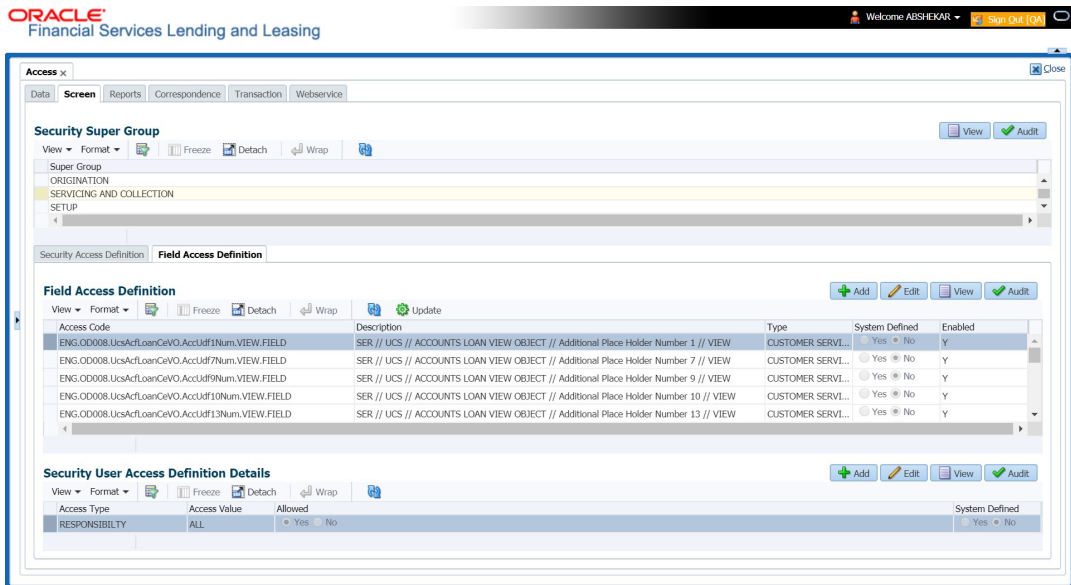 ORACLE'
Financial Services Lending and Leasing
Welcome ABSHEKAR
Sign Out [QA]
Access
Close
Data Screen Reports Correspondence Transaction Webservice
Security Super Group
View Audit
View Format Freeze Detach Wrap
Super Group
ORIGINATION
SERVICING AND COLLECTION
SETUP
Security Access Definition Field Access Definition
Field Access Definition
Add Edit View Audit
View Format Freeze Detach Wrap Update
Access Code Description Type System Defined Enabled
ENG.OD008.UcsAcfLoanCeVO.AccUdf1Num.VIEW.FIELD SER // UCS // ACCOUNTS LOAN VIEW OBJECT // Additional Place Holder Number 1 // VIEW CUSTOMER SERVI... Yes No Y
ENG.OD008.UcsAcfLoanCeVO.AccUdf7Num.VIEW.FIELD SER // UCS // ACCOUNTS LOAN VIEW OBJECT // Additional Place Holder Number 7 // VIEW CUSTOMER SERVI... Yes No Y
ENG.OD008.UcsAcfLoanCeVO.AccUdf9Num.VIEW.FIELD SER // UCS // ACCOUNTS LOAN VIEW OBJECT // Additional Place Holder Number 9 // VIEW CUSTOMER SERVI... Yes No Y
ENG.OD008.UcsAcfLoanCeVO.AccUdf10Num.VIEW.FIELD SER // UCS // ACCOUNTS LOAN VIEW OBJECT // Additional Place Holder Number 10 // VIEW CUSTOMER SERVI... Yes No Y
ENG.OD008.UcsAcfLoanCeVO.AccUdf13Num.VIEW.FIELD SER // UCS // ACCOUNTS LOAN VIEW OBJECT // Additional Place Holder Number 13 // VIEW CUSTOMER SERVI... Yes No Y
Security User Access Definition Details
Add Edit View Audit
View Format Freeze Detach Wrap
Access Type Access Value Allowed System Defined
RESPONSIBILTY ALL Yes No Yes No